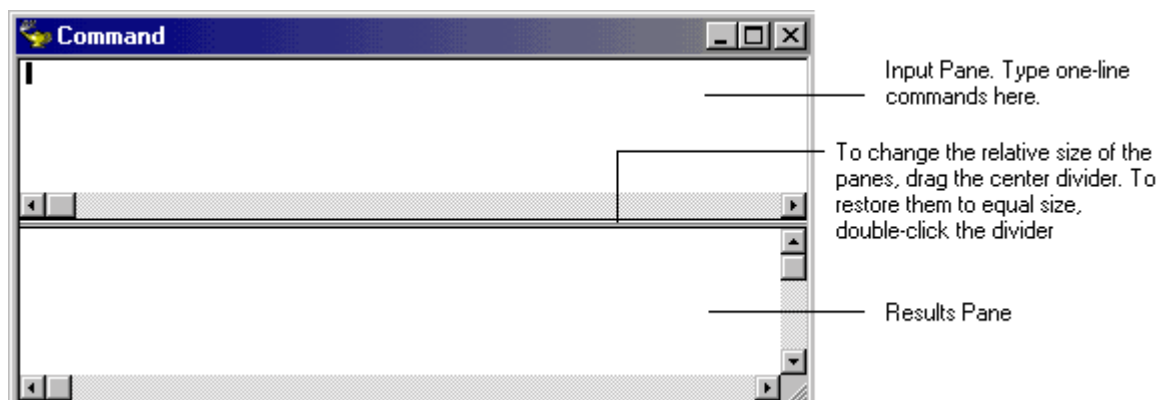 Command
Input Pane. Type one-line
commands here.
To change the relative size of the
panes, drag the center divider. To
restore them to equal size,
double-click the divider
Results Pane